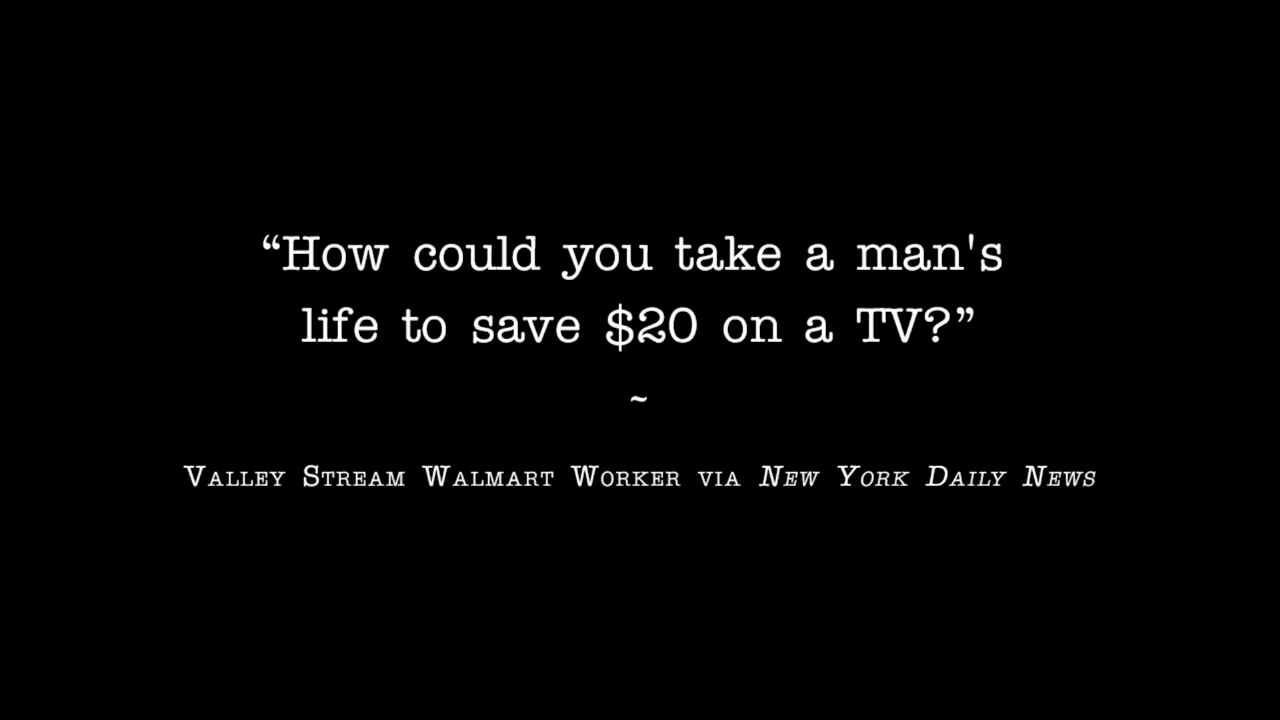 “How could you take a man's
life to save $20 on a TV?”
~
Valley Stream Walmart Worker via New York Daily News